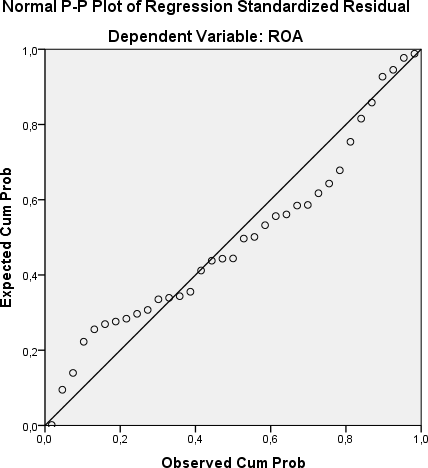 Normal P-P Plot of Regression Standardized Residual
Dependent Variable: ROA
1,0
0,8
0,6
0,4
0,2
0,0
Expected Cum Prob
0,0 0,2 0,4 0,6 0,8 1,0
Observed Cum Prob